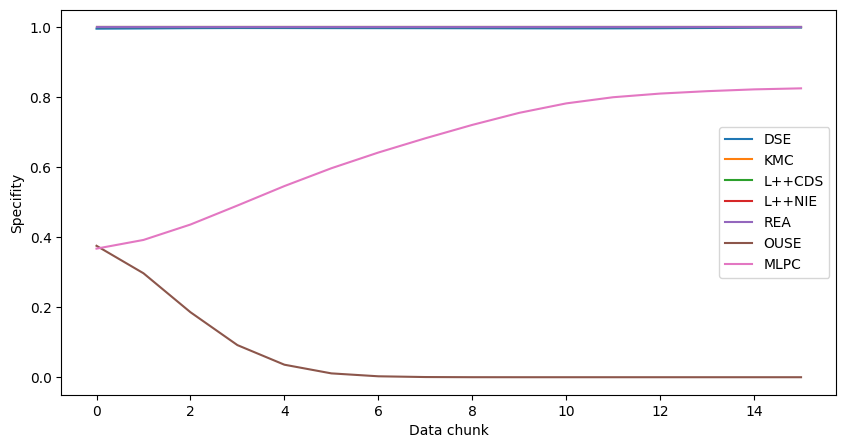 1.0
0.8
0.6
0.4
0.2
0.0
Specifity
0 2 4 6 8 10 12 14
Data chunk
DSE
KMC
L++CDS
L++NIE
REA
OUSE
MLPC